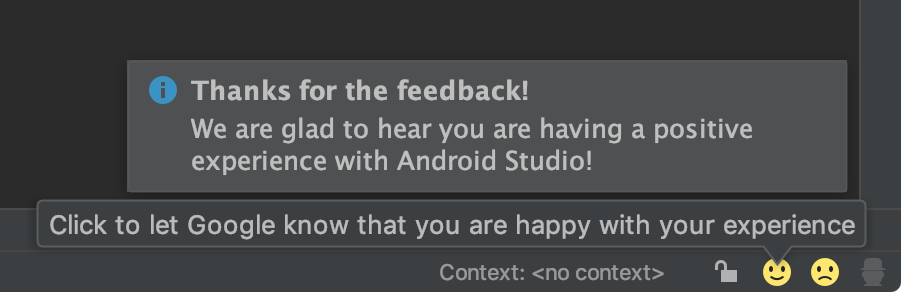 Thanks for the feedback!
We are glad to hear you are having a positive
experience with Android Studio!
Click to let Google know that you are happy with your experience
Context: <no context>